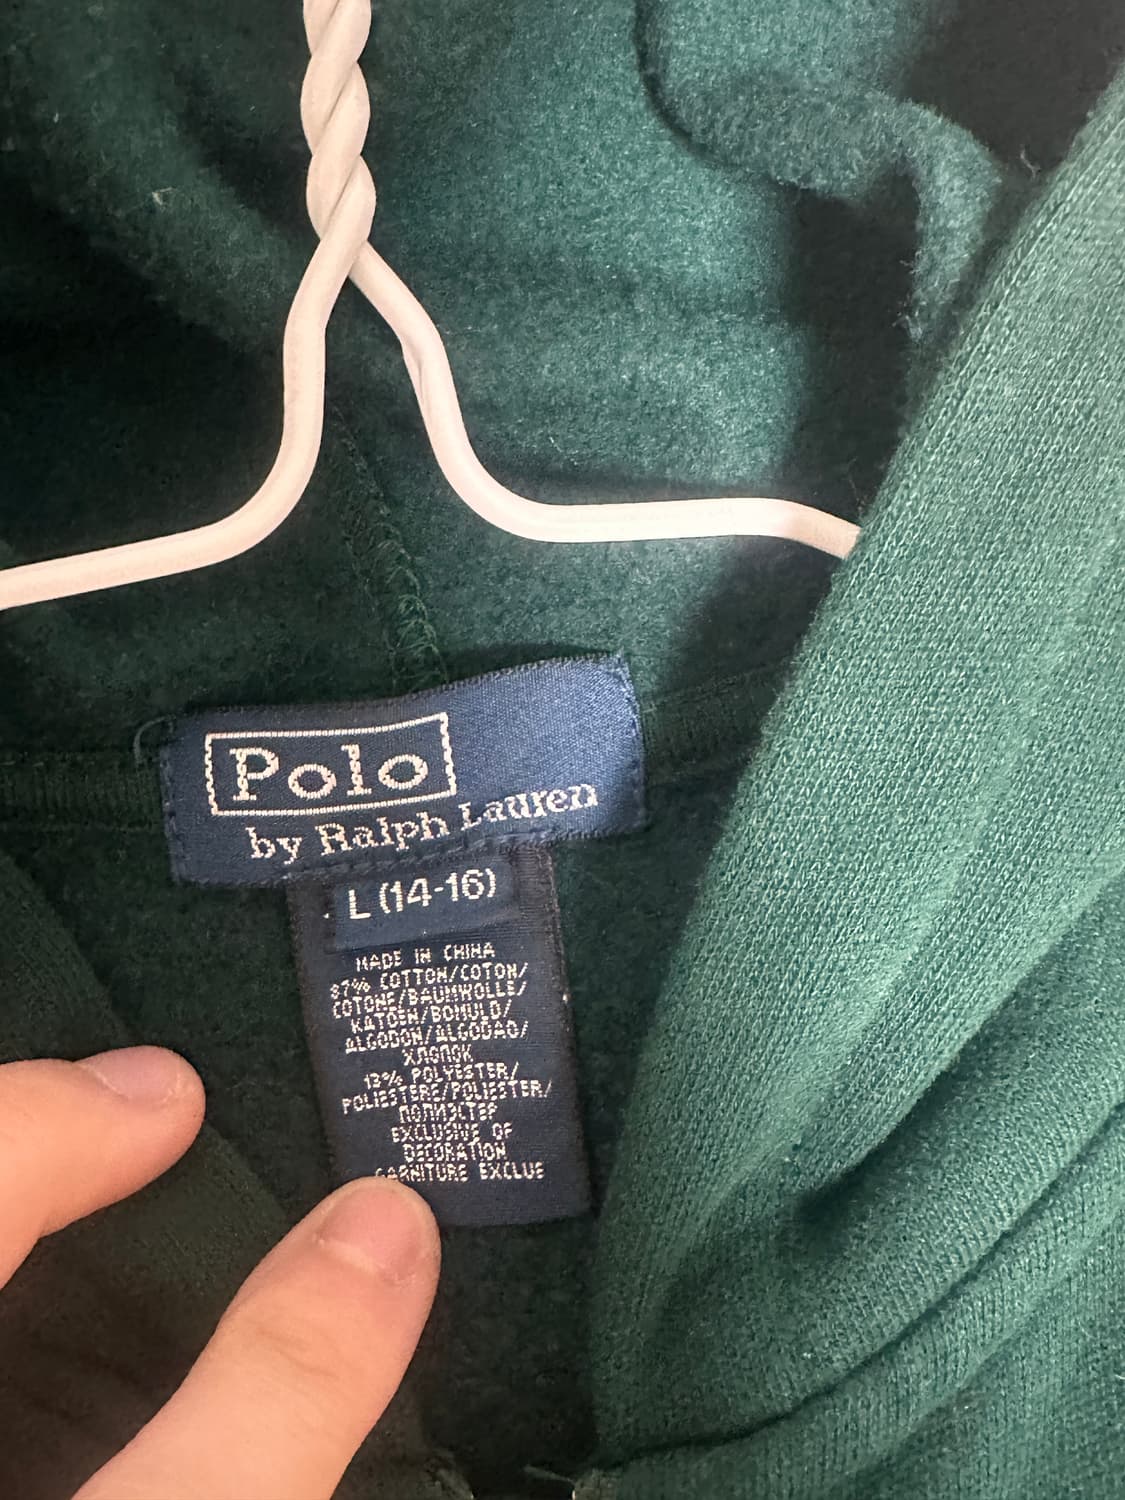 Polo
by Ralph Lauren
L (14-16)
MADE IN CHINA
87% COTTON/COTON/
COTONE/BAUMWOLLE/
KATOEN/BOMULD/
ALGODON/ALGODAO/
ХЛОПОК
13% POLYESTER/
POLIESTERE/POLIESTER/
ПОЛИЭСТЕР
EXCLUSIVE OF
DECORATION
GARNITURE EXCLUE